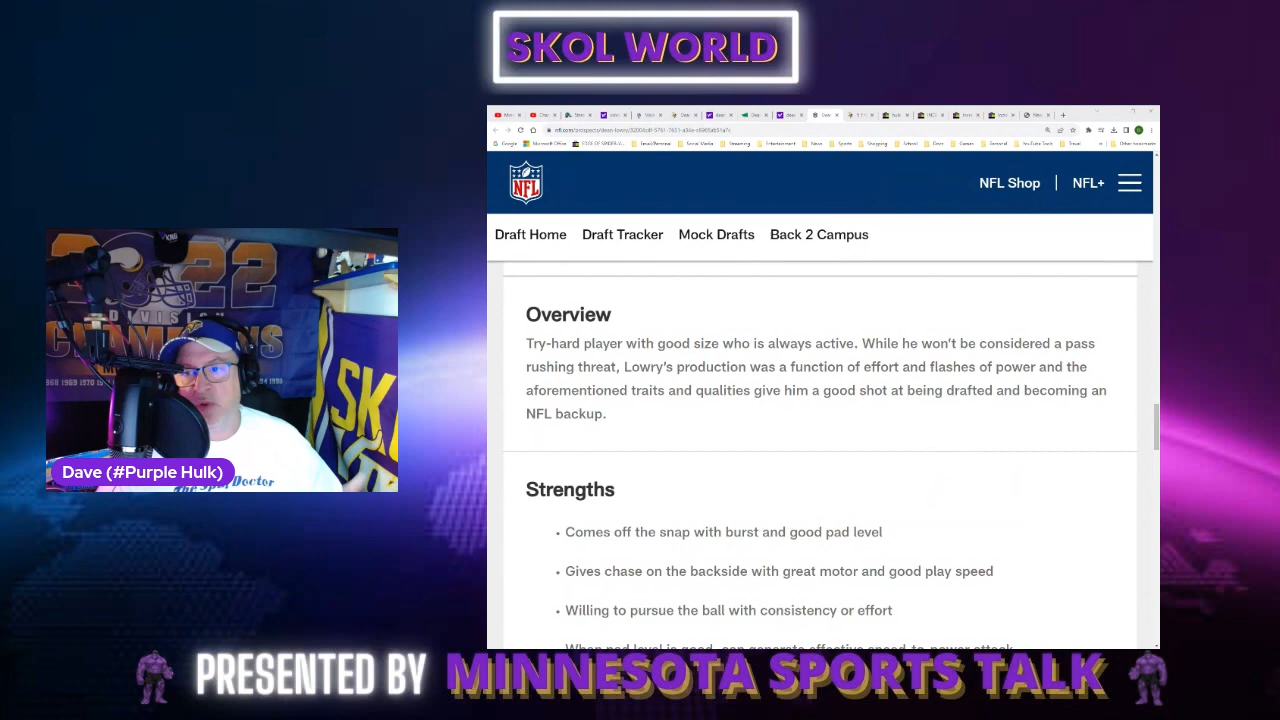 SKOL WORLD
NFL
NFL Shop | NFL+
Draft Home Draft Tracker Mock Drafts Back 2 Campus
Overview
Try-hard player with good size who is always active. While he won't be considered a pass
rushing threat, Lowry's production was a function of effort and flashes of power and the
aforementioned traits and qualities give him a good shot at being drafted and becoming an
NFL backup.
Strengths
• Comes off the snap with burst and good pad level
• Gives chase on the backside with great motor and good play speed
• Willing to pursue the ball with consistency or effort
22
DIVISION
SK
Dave (#Purple Hulk)
Doctor
PRESENTED BY MINNESOTA SPORTS TALK